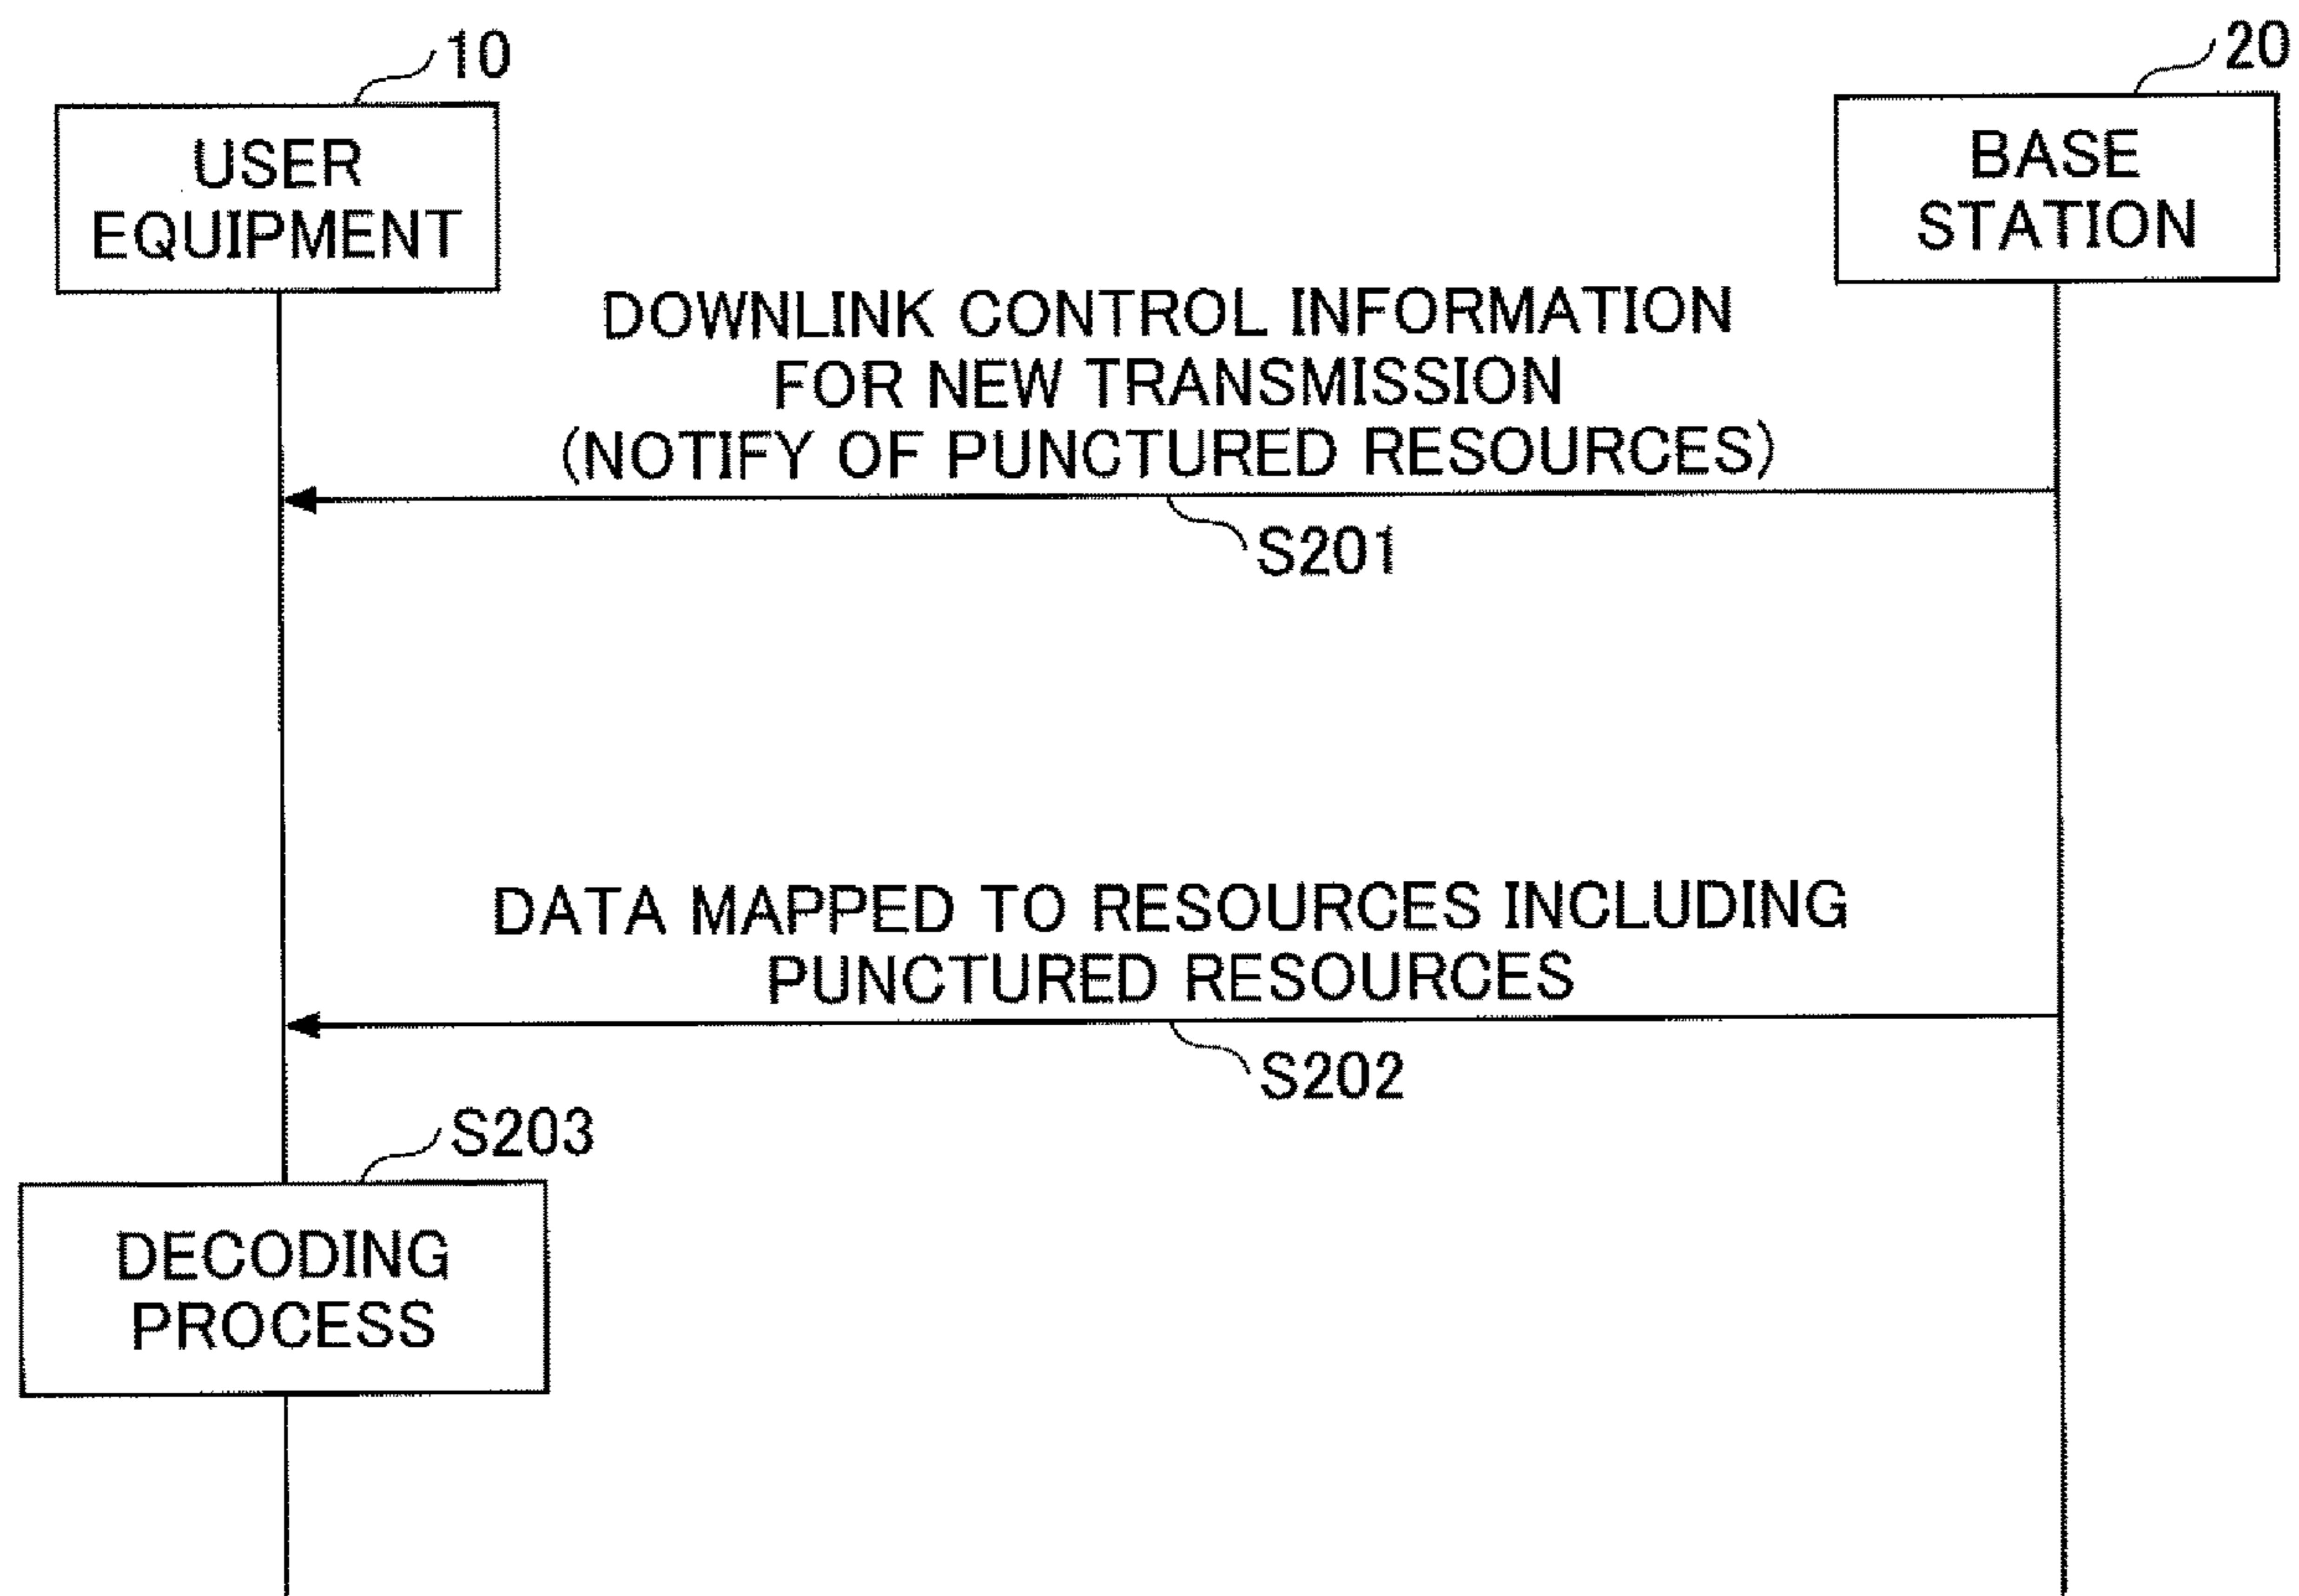 10
20
USER
EQUIPMENT
BASE
STATION
DOWNLINK CONTROL INFORMATION
FOR NEW TRANSMISSION
(NOTIFY OF PUNCTURED RESOURCES)
S201
DATA MAPPED TO RESOURCES INCLUDING
PUNCTURED RESOURCES
S202
S203
DECODING
PROCESS